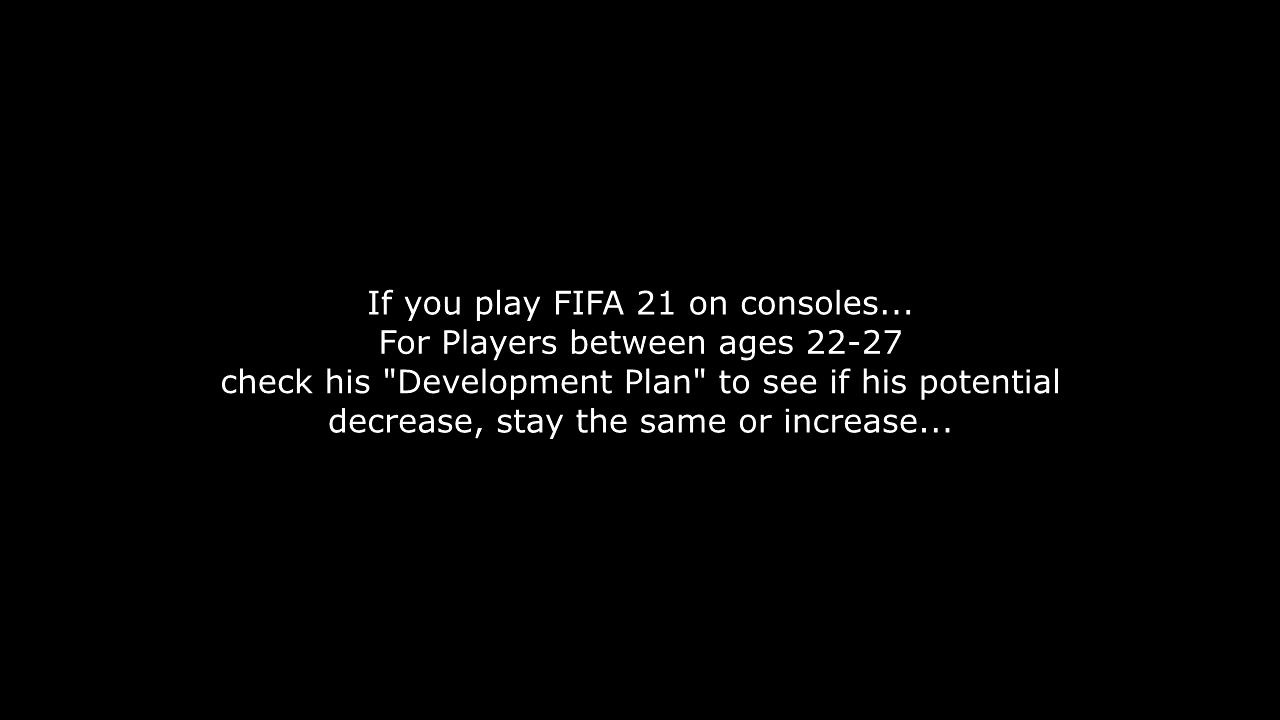 If you play FIFA 21 on consoles...
For Players between ages 22-27
check his "Development Plan" to see if his potential
decrease, stay the same or increase...